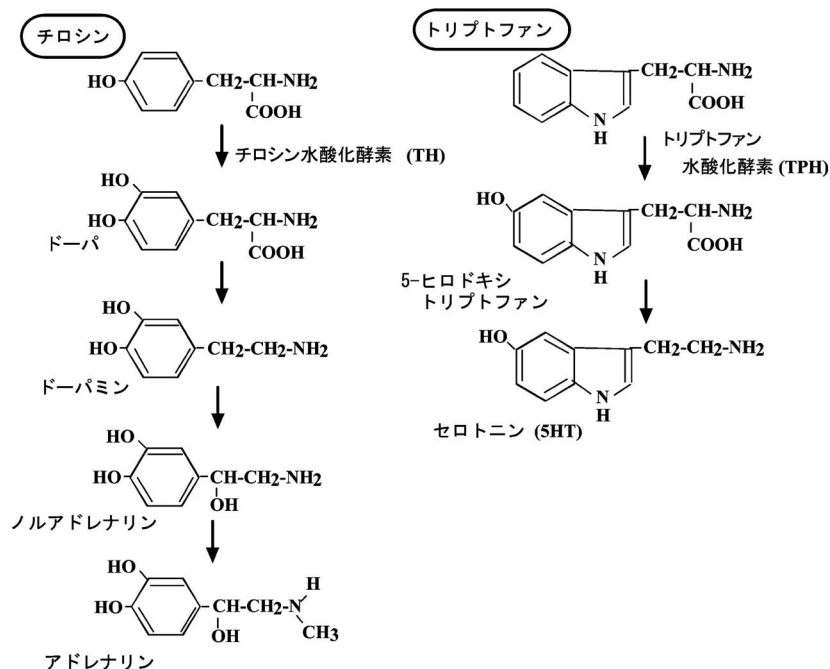 チロシン
HO
CH2-CH-NH2
COOH
チロシン水酸化酵素 (TH)
HO
HO
CH2-CH-NH2
COOH
ドーパ
HO
HO
CH2-CH2-NH2
ドーパミン
HO
HO
CH-CH2-NH2
OH
ノルアドレナリン
HO
HO
CH-CH2-N
H
CH3
OH
アドレナリン
トリプトファン
CH2-CH-NH2
COOH
N
H
トリプトファン
水酸化酵素 (TPH)
HO
CH2-CH-NH2
COOH
N
H
5-ヒロドキシ
トリプトファン
HO
CH2-CH2-NH2
N
H
セロトニン (5HT)